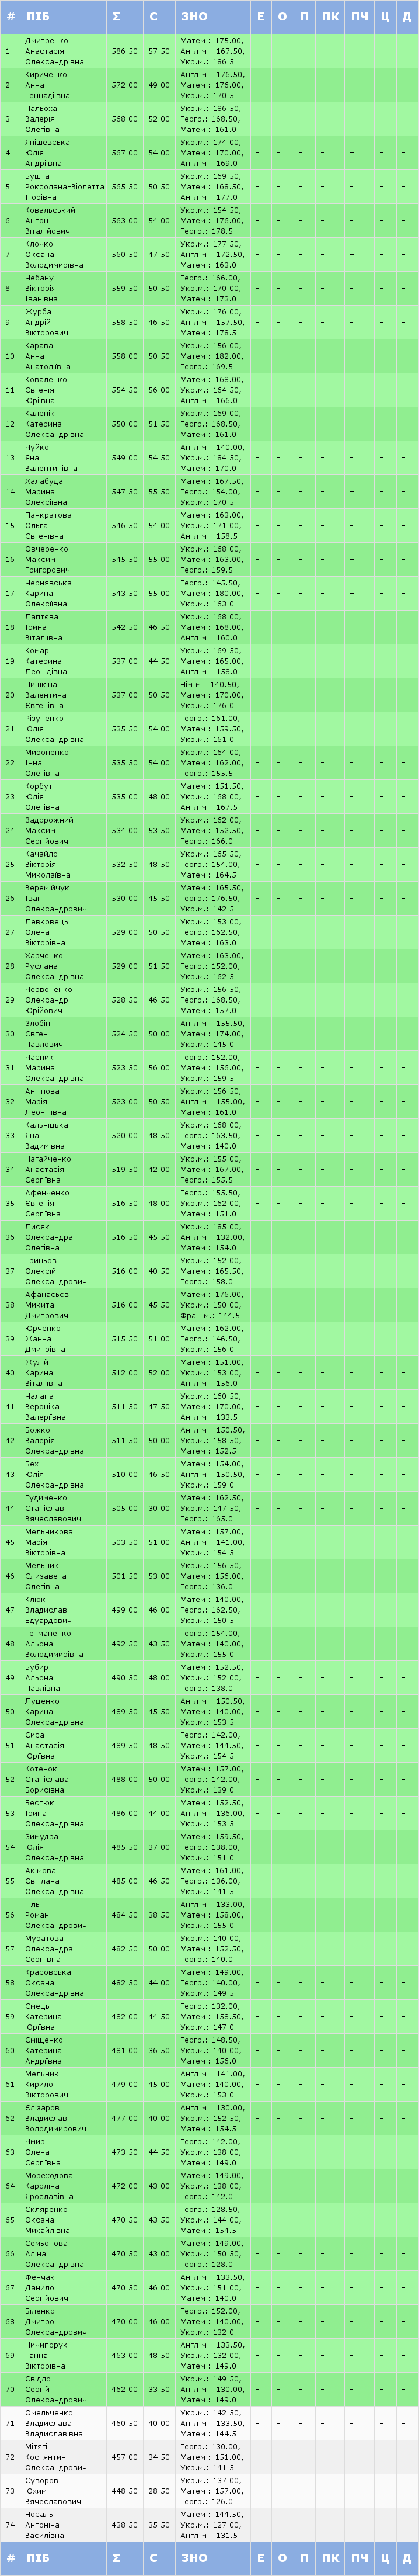 # ПІБ Σ С ЗНО Е О П ПК ПЧ Ц Д
Дмитренко Матем.: 175.00,
1 Анастасія 586.50 57.50 Англ.м.: 167.50, - - - - + - -
Олександрівна Укр.м.: 186.5
Кириченко Англ.м.: 176.50,
2 Анна 572.00 49.00 Матем.: 176.00, - - - - - - -
Геннадіївна Укр.м.: 170.5
Пальоха Укр.м.: 186.50,
3 Валерія 568.00 52.00 Геогр.: 168.50, - - - - - - -
Олегівна Матем.: 161.0
Янішевська Укр.м.: 174.00,
4 Юлія 567.00 54.00 Матем.: 170.00, - - - - + - -
Андріївна Англ.м.: 169.0
Бушта Укр.м.: 169.50,
5 Роксолана-Віолетта 565.50 50.50 Матем.: 168.50, - - - - - - -
Ігорівна Англ.м.: 177.0
Ковальський Укр.м.: 154.50,
6 Антон 563.00 54.00 Матем.: 176.00, - - - - - - -
Віталійович Геогр.: 178.5
Клочко Укр.м.: 177.50,
7 Оксана 560.50 47.50 Англ.м.: 172.50, - - - - + - -
Володимирівна Матем.: 163.0
Чебану Геогр.: 166.00,
8 Вікторія 559.50 50.50 Укр.м.: 170.00, - - - - - - -
Іванівна Матем.: 173.0
Журба Укр.м.: 176.00,
9 Андрій 558.50 46.50 Англ.м.: 157.50, - - - - - - -
Вікторович Матем.: 178.5
Караван Укр.м.: 156.00,
10 Анна 558.00 50.50 Матем.: 182.00, - - - - - - -
Анатоліївна Геогр.: 169.5
Коваленко Матем.: 168.00,
11 Євгенія 554.50 56.00 Укр.м.: 164.50, - - - - - - -
Юріївна Англ.м.: 166.0
Каленік Укр.м.: 169.00,
12 Катерина 550.00 51.50 Геогр.: 168.50, - - - - - - -
Олександрівна Матем.: 161.0
Чуйко Англ.м.: 140.00,
13 Яна 549.00 54.50 Укр.м.: 184.50, - - - - - - -
Валентинівна Матем.: 170.0
Халабуда Матем.: 167.50,
14 Марина 547.50 55.50 Геогр.: 154.00, - - - - + - -
Олексіївна Укр.м.: 170.5
Панкратова Матем.: 163.00,
15 Ольга 546.50 54.00 Укр.м.: 171.00, - - - - - - -
Євгенівна Англ.м.: 158.5
Овчеренко Укр.м.: 168.00,
16 Максим 545.50 55.00 Матем.: 163.00, - - - - + - -
Григорович Геогр.: 159.5
Чернявська Геогр.: 145.50,
17 Карина 543.50 55.00 Матем.: 180.00, - - - - + - -
Олексіївна Укр.м.: 163.0
Лаптєва Укр.м.: 168.00,
18 Ірина 542.50 46.50 Матем.: 168.00, - - - - - - -
Віталіївна Англ.м.: 160.0
Комар Укр.м.: 169.50,
19 Катерина 537.00 44.50 Матем.: 165.00, - - - - - - -
Леонідівна Англ.м.: 158.0
Пишкіна Нім.м.: 140.50,
20 Валентина 537.00 50.50 Матем.: 170.00, - - - - - - -
Євгенівна Укр.м.: 176.0
Різуненко Геогр.: 161.00,
21 Юлія 535.50 54.00 Матем.: 159.50, - - - - - - -
Олександрівна Укр.м.: 161.0
Мироненко Укр.м.: 164.00,
22 Інна 535.50 54.00 Матем.: 162.00, - - - - - - -
Олегівна Геогр.: 155.5
Корбут Матем.: 151.50,
23 Юлія 535.00 48.00 Укр.м.: 168.00, - - - - - - -
Олегівна Англ.м.: 167.5
Задорожний Укр.м.: 162.00,
24 Максим 534.00 53.50 Матем.: 152.50, - - - - - - -
Сергійович Геогр.: 166.0
Качайло Укр.м.: 165.50,
25 Вікторія 532.50 48.50 Геогр.: 154.00, - - - - - - -
Миколаївна Матем.: 164.5
Веремійчук Матем.: 165.50,
26 Іван 530.00 45.50 Геогр.: 176.50, - - - - - - -
Олександрович Укр.м.: 142.5
Левковець Укр.м.: 153.00,
27 Олена 529.00 50.50 Геогр.: 162.50, - - - - - - -
Вікторівна Матем.: 163.0
Харченко Матем.: 163.00,
28 Руслана 529.00 51.50 Геогр.: 152.00, - - - - - - -
Олександрівна Укр.м.: 162.5
Червоненко Укр.м.: 156.50,
29 Олександр 528.50 46.50 Геогр.: 168.50, - - - - - - -
Юрійович Матем.: 157.0
Злобін Англ.м.: 155.50,
30 Євген 524.50 50.00 Матем.: 174.00, - - - - - - -
Павлович Укр.м.: 145.0
Часник Геогр.: 152.00,
31 Марина 523.50 56.00 Матем.: 156.00, - - - - - - -
Олександрівна Укр.м.: 159.5
Антіпова Укр.м.: 156.50,
32 Марія 523.00 50.50 Англ.м.: 155.00, - - - - - - -
Леонтіївна Матем.: 161.0
Кальніцька Укр.м.: 168.00,
33 Яна 520.00 48.50 Геогр.: 163.50, - - - - - - -
Вадимівна Матем.: 140.0
Нагайченко Укр.м.: 155.00,
34 Анастасія 519.50 42.00 Матем.: 167.00, - - - - - - -
Сергіївна Геогр.: 155.5
Афенченко Геогр.: 155.50,
35 Євгенія 516.50 48.00 Укр.м.: 162.00, - - - - - - -
Сергіївна Матем.: 151.0
Лисяк Укр.м.: 185.00,
36 Олександра 516.50 45.50 Англ.м.: 132.00, - - - - - - -
Олегівна Матем.: 154.0
Гриньов Укр.м.: 152.00,
37 Олексій 516.00 40.50 Матем.: 165.50, - - - - - - -
Олександрович Геогр.: 158.0
Афанасьєв Матем.: 176.00,
38 Микита 516.00 45.50 Укр.м.: 150.00, - - - - - - -
Дмитрович Фран.м.: 144.5
Юрченко Матем.: 162.00,
39 Жанна 515.50 51.00 Геогр.: 146.50, - - - - - - -
Дмитрівна Укр.м.: 156.0
Жулій Матем.: 151.00,
40 Карина 512.00 52.00 Укр.м.: 153.00, - - - - - - -
Віталіївна Англ.м.: 156.0
Чалапа Укр.м.: 160.50,
41 Вероніка 511.50 47.50 Матем.: 170.00, - - - - - - -
Валеріївна Англ.м.: 133.5
Божко Англ.м.: 150.50,
42 Валерія 511.50 50.00 Укр.м.: 158.50, - - - - - - -
Олександрівна Матем.: 152.5
Бех Матем.: 154.00,
43 Юлія 510.00 46.50 Англ.м.: 150.50, - - - - - - -
Олександрівна Укр.м.: 159.0
Гудименко Матем.: 162.50,
44 Станіслав 505.00 30.00 Укр.м.: 147.50, - - - - - - -
Вячеславович Геогр.: 165.0
Мельникова Матем.: 157.00,
45 Марія 503.50 51.00 Англ.м.: 141.00, - - - - - - -
Вікторівна Укр.м.: 154.5
Мельник Укр.м.: 156.50,
46 Єлизавета 501.50 53.00 Матем.: 156.00, - - - - - - -
Олегівна Геогр.: 136.0
Клюк Матем.: 140.00,
47 Владислав 499.00 46.00 Геогр.: 162.50, - - - - - - -
Едуардович Укр.м.: 150.5
Гетманенко Геогр.: 154.00,
48 Альона 492.50 43.50 Матем.: 140.00, - - - - - - -
Володимирівна Укр.м.: 155.0
Бубир Матем.: 152.50,
49 Альона 490.50 48.00 Укр.м.: 152.00, - - - - - - -
Павлівна Геогр.: 138.0
Луценко Англ.м.: 150.50,
50 Карина 489.50 45.50 Матем.: 140.00, - - - - - - -
Олександрівна Укр.м.: 153.5
Сиса Геогр.: 142.00,
51 Анастасія 489.50 48.50 Матем.: 144.50, - - - - - - -
Юріївна Укр.м.: 154.5
Котенок Матем.: 157.00,
52 Станіслава 488.00 50.00 Геогр.: 142.00, - - - - - - -
Борисівна Укр.м.: 139.0
Бестюк Матем.: 152.50,
53 Ірина 486.00 44.00 Англ.м.: 136.00, - - - - - - -
Олександрівна Укр.м.: 153.5
Зимудра Матем.: 159.50,
54 Юлія 485.50 37.00 Геогр.: 138.00, - - - - - - -
Олександрівна Укр.м.: 151.0
Акімова Матем.: 161.00,
55 Світлана 485.00 46.50 Геогр.: 136.00, - - - - - - -
Олександрівна Укр.м.: 141.5
Гіль Англ.м.: 133.00,
56 Роман 484.50 38.50 Матем.: 158.00, - - - - - - -
Олександрович Укр.м.: 155.0
Муратова Укр.м.: 140.00,
57 Олександра 482.50 50.00 Матем.: 152.50, - - - - - - -
Сергіївна Геогр.: 140.0
Красовська Матем.: 149.00,
58 Оксана 482.50 44.00 Геогр.: 140.00, - - - - - - -
Олександрівна Укр.м.: 149.5
Ємець Геогр.: 132.00,
59 Катерина 482.00 44.50 Матем.: 158.50, - - - - - - -
Юріївна Укр.м.: 147.0
Сніщенко Геогр.: 148.50,
60 Катерина 481.00 36.50 Укр.м.: 140.00, - - - - - - -
Андріївна Матем.: 156.0
Мельник Англ.м.: 141.00,
61 Кирило 479.00 45.00 Матем.: 140.00, - - - - - - -
Вікторович Укр.м.: 153.0
Єлізаров Англ.м.: 130.00,
62 Владислав 477.00 40.00 Укр.м.: 152.50, - - - - - - -
Володимирович Матем.: 154.5
Чнир Геогр.: 142.00,
63 Олена 473.50 44.50 Укр.м.: 138.00, - - - - - - -
Сергіївна Матем.: 149.0
Мореходова Матем.: 149.00,
64 Кароліна 472.00 43.00 Укр.м.: 138.00, - - - - - - -
Ярославівна Геогр.: 142.0
Скляренко Геогр.: 128.50,
65 Оксана 470.50 43.50 Укр.м.: 144.00, - - - - - - -
Михайлівна Матем.: 154.5
Семьонова Матем.: 149.00,
66 Аліна 470.50 43.00 Укр.м.: 150.50, - - - - - - -
Олександрівна Геогр.: 128.0
Фенчак Англ.м.: 133.50,
67 Данило 470.50 46.00 Укр.м.: 151.00, - - - - - - -
Сергійович Матем.: 140.0
Біленко Геогр.: 152.00,
68 Дмитро 470.00 46.00 Матем.: 140.00, - - - - - - -
Олександрович Укр.м.: 132.0
Ничипорук Англ.м.: 133.50,
69 Ганна 463.00 48.50 Укр.м.: 132.00, - - - - - - -
Вікторівна Матем.: 149.0
Свідло Укр.м.: 149.50,
70 Сергій 462.00 33.50 Англ.м.: 130.00, - - - - - - -
Олександрович Матем.: 149.0
Омельченко Укр.м.: 142.50,
71 Владислава 460.50 40.00 Англ.м.: 133.50, - - - - - - -
Владиславівна Матем.: 144.5
Мітягін Геогр.: 130.00,
72 Костянтин 457.00 34.50 Матем.: 151.00, - - - - - - -
Олександрович Укр.м.: 141.5
Суворов Укр.м.: 137.00,
73 Юхим 448.50 28.50 Матем.: 157.00, - - - - - - -
Вячеславович Геогр.: 126.0
Носаль Матем.: 144.50,
74 Антоніна 438.50 35.50 Укр.м.: 127.00, - - - - - - -
Василівна Англ.м.: 131.5
# ПІБ Σ С ЗНО Е О П ПК ПЧ Ц Д